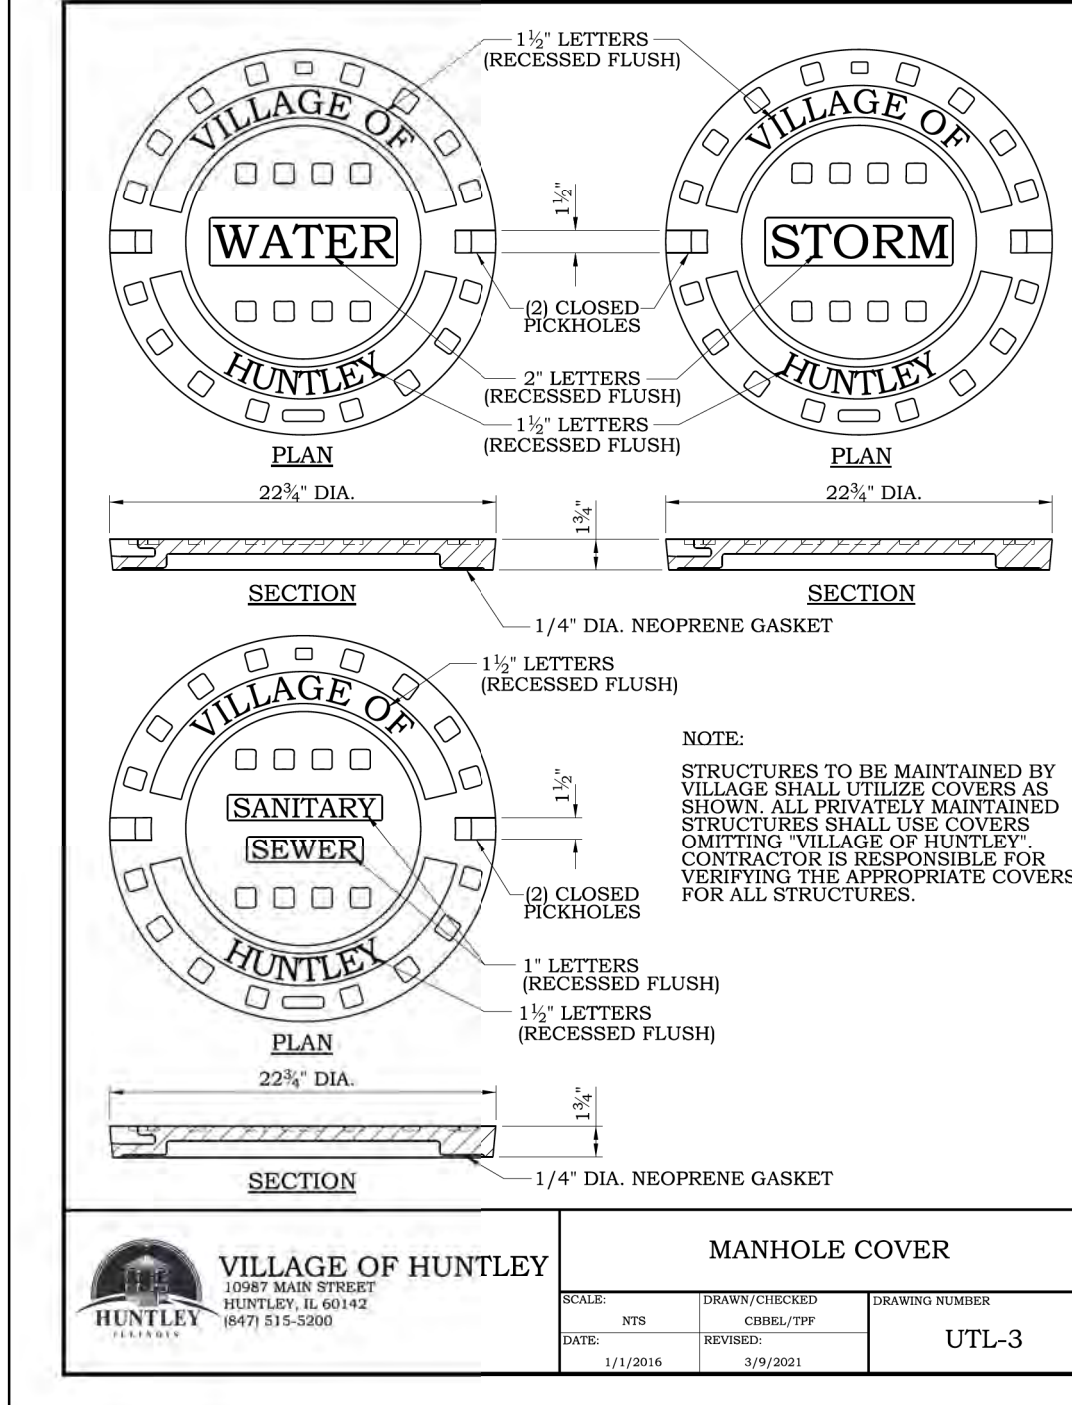 1½" LETTERS
(RECESSED FLUSH)
VILLAGE OF
WATER
HUNTLEY
PLAN
VILLAGE OF
STORM
HUNTLEY
PLAN
1½"
(2) CLOSED
PICKHOLES
2" LETTERS
(RECESSED FLUSH)
1½" LETTERS
(RECESSED FLUSH)
22¾" DIA.
1¾"
22¾" DIA.
SECTION
SECTION
1/4" DIA. NEOPRENE GASKET
1½" LETTERS
(RECESSED FLUSH)
VILLAGE OF
SANITARY
SEWER
HUNTLEY
1½"
(2) CLOSED
PICKHOLES
1" LETTERS
(RECESSED FLUSH)
1½" LETTERS
(RECESSED FLUSH)
PLAN
22¾" DIA.
1¾"
SECTION
1/4" DIA. NEOPRENE GASKET
NOTE:
STRUCTURES TO BE MAINTAINED BY
VILLAGE SHALL UTILIZE COVERS AS
SHOWN. ALL PRIVATELY MAINTAINED
STRUCTURES SHALL USE COVERS
OMITTING "VILLAGE OF HUNTLEY".
CONTRACTOR IS RESPONSIBLE FOR
VERIFYING THE APPROPRIATE COVERS
FOR ALL STRUCTURES.
HUNTLEY
ILLINOIS
VILLAGE OF HUNTLEY
10987 MAIN STREET
HUNTLEY, IL 60142
(847) 515-5200
MANHOLE COVER
SCALE:
NTS
DRAWN/CHECKED
CBBEL/TPF
DRAWING NUMBER
UTL-3
DATE:
1/1/2016
REVISED:
3/9/2021